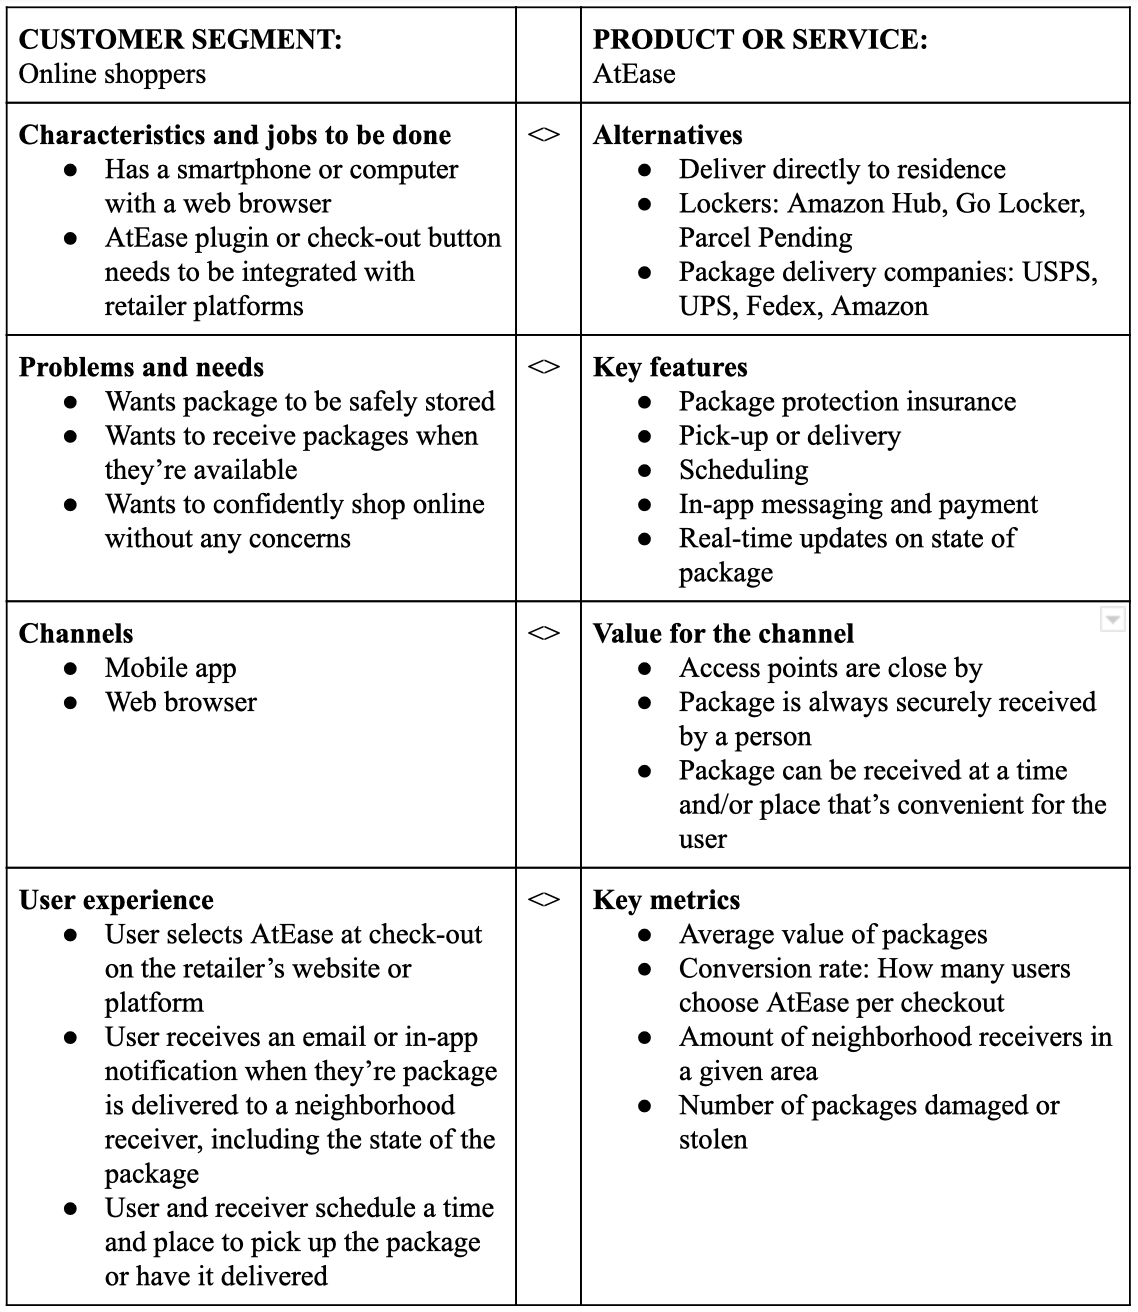 CUSTOMER SEGMENT:
Online shoppers
PRODUCT OR SERVICE:
AtEase
Characteristics and jobs to be done
● Has a smartphone or computer
with a web browser
● AtEase plugin or check-out button
needs to be integrated with
retailer platforms
<>
Alternatives
● Deliver directly to residence
● Lockers: Amazon Hub, Go Locker,
Parcel Pending
● Package delivery companies: USPS,
UPS, Fedex, Amazon
Problems and needs
● Wants package to be safely stored
● Wants to receive packages when
they’re available
● Wants to confidently shop online
without any concerns
<>
Key features
● Package protection insurance
● Pick-up or delivery
● Scheduling
● In-app messaging and payment
● Real-time updates on state of
package
Channels
● Mobile app
● Web browser
<>
Value for the channel
● Access points are close by
● Package is always securely received
by a person
● Package can be received at a time
and/or place that’s convenient for the
user
User experience
● User selects AtEase at check-out
on the retailer’s website or
platform
● User receives an email or in-app
notification when they’re package
is delivered to a neighborhood
receiver, including the state of the
package
● User and receiver schedule a time
and place to pick up the package
or have it delivered
<>
Key metrics
● Average value of packages
● Conversion rate: How many users
choose AtEase per checkout
● Amount of neighborhood receivers in
a given area
● Number of packages damaged or
stolen